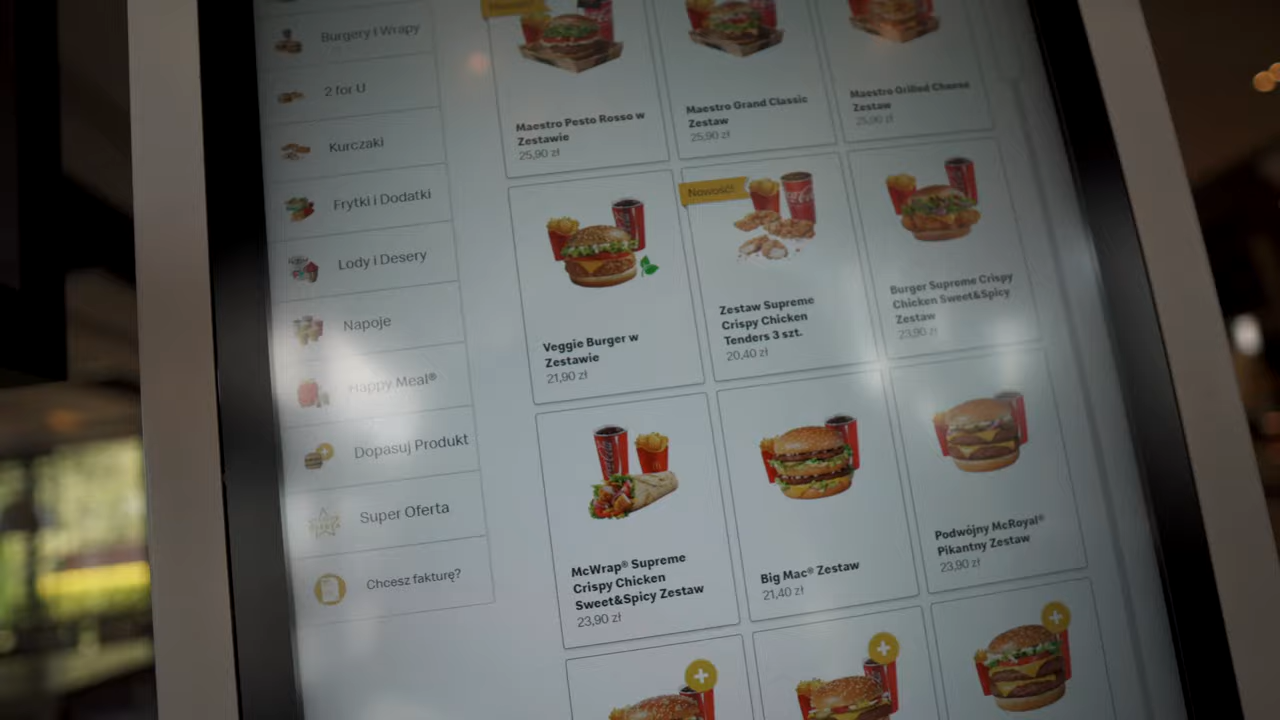 Burgery i Wrapy
2 for U
Kurczaki
Frytki i Dodatki
Lody i Desery
Napoje
Happy Meal®
Dopasuj Produkt
Super Oferta
Chcesz fakturę?
Maestro Pesto Rosso w
Zestawie
25,90 zł
Maestro Grand Classic
Zestaw
25,90 zł
Maestro Grilled Cheese
Zestaw
25,90 zł
Veggie Burger w
Zestawie
21,90 zł
Nowość!
Zestaw Supreme
Crispy Chicken
Tenders 3 szt.
20,40 zł
Burger Supreme Crispy
Chicken Sweet&Spicy
Zestaw
23,90 zł
McWrap® Supreme
Crispy Chicken
Sweet&Spicy Zestaw
23,90 zł
Big Mac® Zestaw
21,40 zł
Podwójny McRoyal®
Pikantny Zestaw
23,90 zł